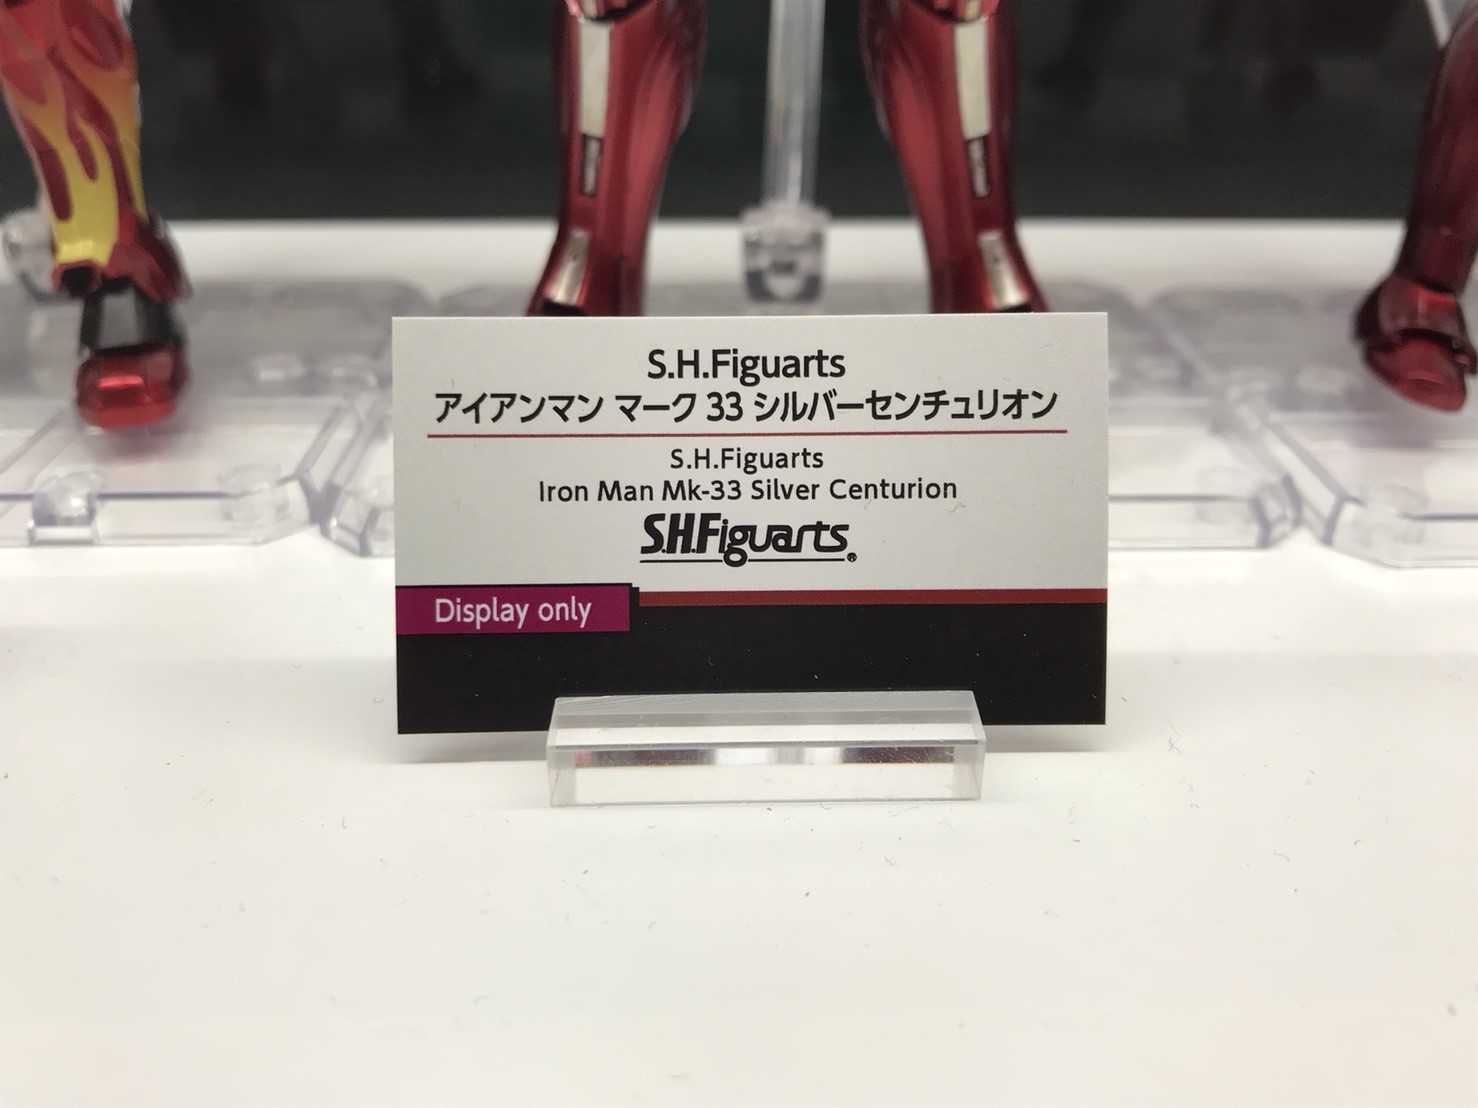 S.H.Figuarts
アイアンマン マーク 33 シルバーセンチュリオン
S.H.Figuarts
Iron Man Mk-33 Silver Centurion
S.H.Figuarts®
Display only